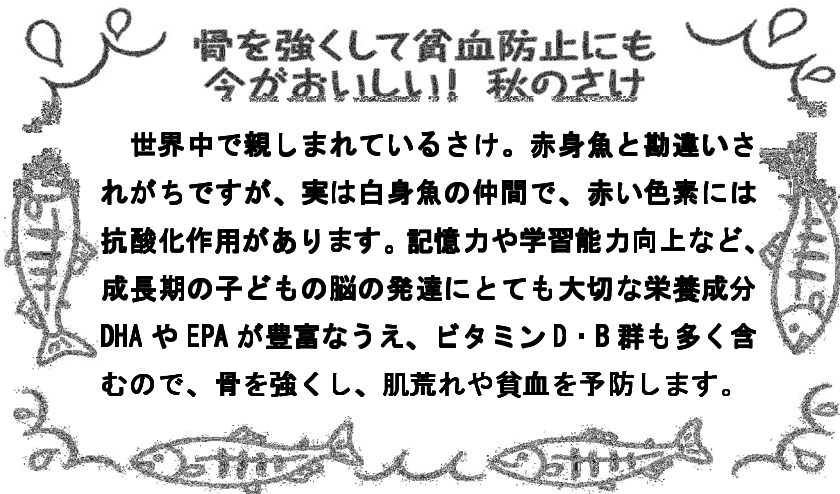 骨を強くして貧血防止にも
今がおいしい! 秋のさけ
世界中で親しまれているさけ。赤身魚と勘違いさ
れがちですが、実は白身魚の仲間で、赤い色素には
抗酸化作用があります。記憶力や学習能力向上など、
成長期の子どもの脳の発達にとても大切な栄養成分
DHAやEPAが豊富なうえ、ビタミンD・B群も多く含
むので、骨を強くし、肌荒れや貧血を予防します。